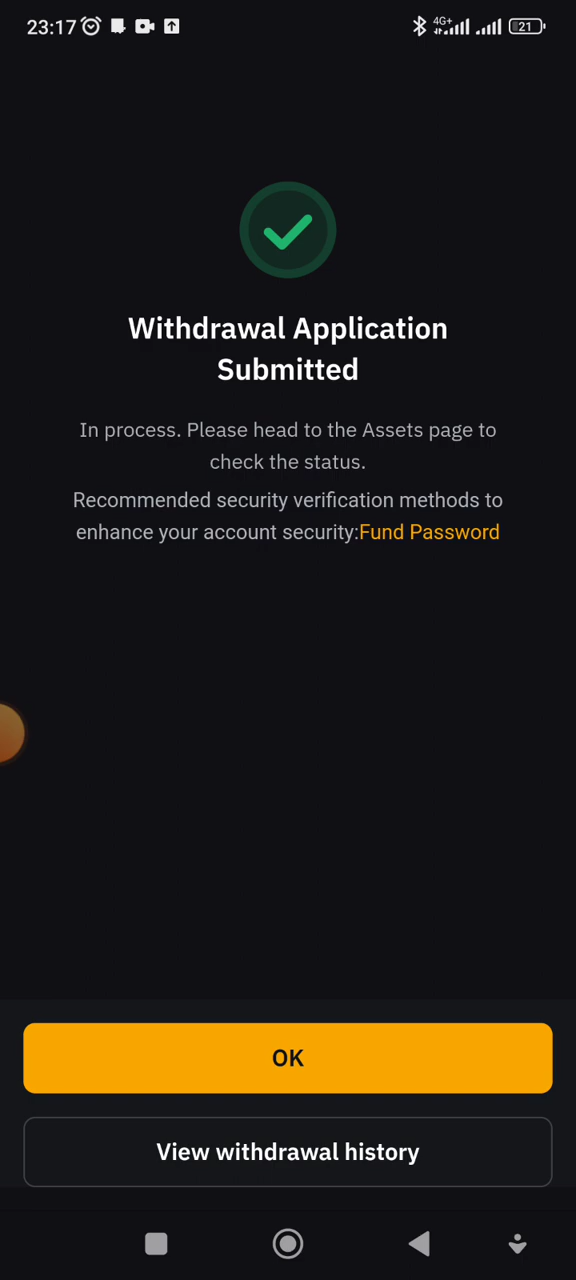 23:17
4G+
21
Withdrawal Application
Submitted
In process. Please head to the Assets page to
check the status.
Recommended security verification methods to
enhance your account security:Fund Password
OK
View withdrawal history